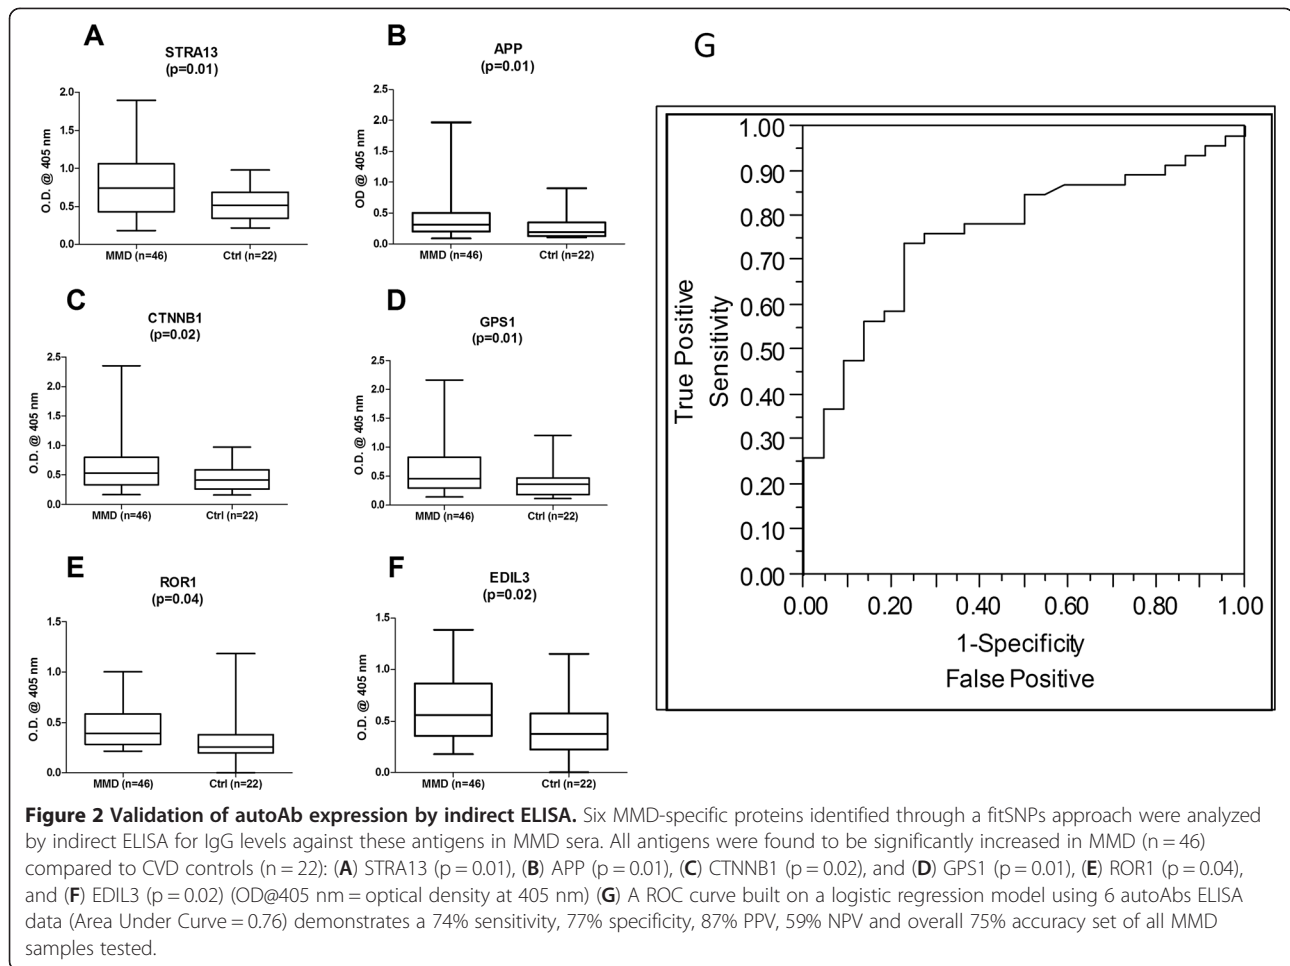 A
STRA13
(p=0.01)
O.D. @ 405 nm
2.0
1.5
1.0
0.5
0.0
MMD (n=46)
Ctrl (n=22)
B
APP
(p=0.01)
OD @ 405 nm
2.5
2.0
1.5
1.0
0.5
0.0
MMD (n=46)
Ctrl (n=22)
C
CTNNB1
(p=0.02)
O.D. @ 405 nm
2.5
2.0
1.5
1.0
0.5
0.0
MMD (n=46)
Ctrl (n=22)
D
GPS1
(p=0.01)
O.D. @ 405 nm
2.5
2.0
1.5
1.0
0.5
0.0
MMD (n=46)
Ctrl (n=22)
E
ROR1
(p=0.04)
O.D. @ 405 nm
1.5
1.0
0.5
0.0
MMD (n=46)
Ctrl (n=22)
F
EDIL3
(p=0.02)
O.D. @ 405 nm
1.5
1.0
0.5
0.0
MMD (n=46)
Ctrl (n=22)
G
True Positive
Sensitivity
1.00
0.90
0.80
0.70
0.60
0.50
0.40
0.30
0.20
0.10
0.00
0.00 0.20 0.40 0.60 0.80 1.00
1-Specificity
False Positive
Figure 2 Validation of autoAb expression by indirect ELISA. Six MMD-specific proteins identified through a fitSNPs approach were analyzed
by indirect ELISA for IgG levels against these antigens in MMD sera. All antigens were found to be significantly increased in MMD (n = 46)
compared to CVD controls (n = 22): (A) STRA13 (p = 0.01), (B) APP (p = 0.01), (C) CTNNB1 (p = 0.02), and (D) GPS1 (p = 0.01), (E) ROR1 (p = 0.04),
and (F) EDIL3 (p = 0.02) (OD@405 nm = optical density at 405 nm) (G) A ROC curve built on a logistic regression model using 6 autoAbs ELISA
data (Area Under Curve = 0.76) demonstrates a 74% sensitivity, 77% specificity, 87% PPV, 59% NPV and overall 75% accuracy set of all MMD
samples tested.